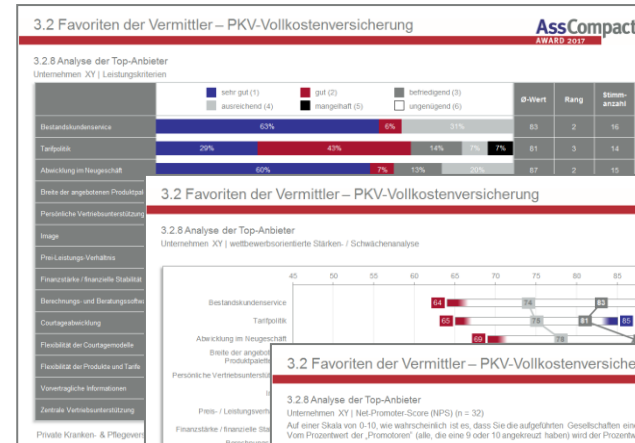 3.2 Favoriten der Vermittler – PKV-Vollkostenversicherung
AssCompact
AWARD 2017
3.2.8 Analyse der Top-Anbieter
Unternehmen XY | Leistungskriterien
sehr gut (1) gut (2) befriedigend (3)
ausreichend (4) mangelhaft (5) ungenügend (6)
Ø-Wert Rang Stimm-
anzahl
Bestandskundenservice 63% 6% 31% 83 2 16
Tarifpolitik 29% 43% 14% 7% 7% 81 3 14
Abwicklung im Neugeschäft 60% 7% 13% 20% 87 2 15
Breite der angebotenen Produktpal
Persönliche Vertriebsunterstützung
Image
Prei-Leistungs-Verhältnis
Finanzstärke / finanzielle Stabilität
Berechnungs- und Beratungssoftwa
Courtageabwicklung
Flexibilität der Courtagemodelle
Flexibilität der Produkte und Tarife
Vorvertragliche Informationen
Zentrale Vertriebsunterstützung
Private Kranken- & Pflegever
3.2 Favoriten der Vermittler – PKV-Vollkostenversicherung
3.2.8 Analyse der Top-Anbieter
Unternehmen XY | wettbewerbsorientierte Stärken- / Schwächenanalyse
45 50 55 60 65 70 75 80 85
Bestandskundenservice 64 74 83
Tarifpolitik 65 75 81 85
Abwicklung im Neugeschäft 69 78
Breite der angebot
Produktpalett
Persönliche Vertriebsunterstü
Preis- / Leistungsverh
Finanzstärke / finanzielle Sta
3.2 Favoriten der Vermittler – PKV-Vollkostenversiche
3.2.8 Analyse der Top-Anbieter
Unternehmen XY | Net-Promoter-Score (NPS) (n = 32)
Auf einer Skala von 0-10, wie wahrscheinlich ist es, dass Sie die aufgeführten Gesellschaften eine
Vom Prozentwert der „Promotoren“ (alle, die eine 9 oder 10 angekreuzt haben) wird der Prozentw